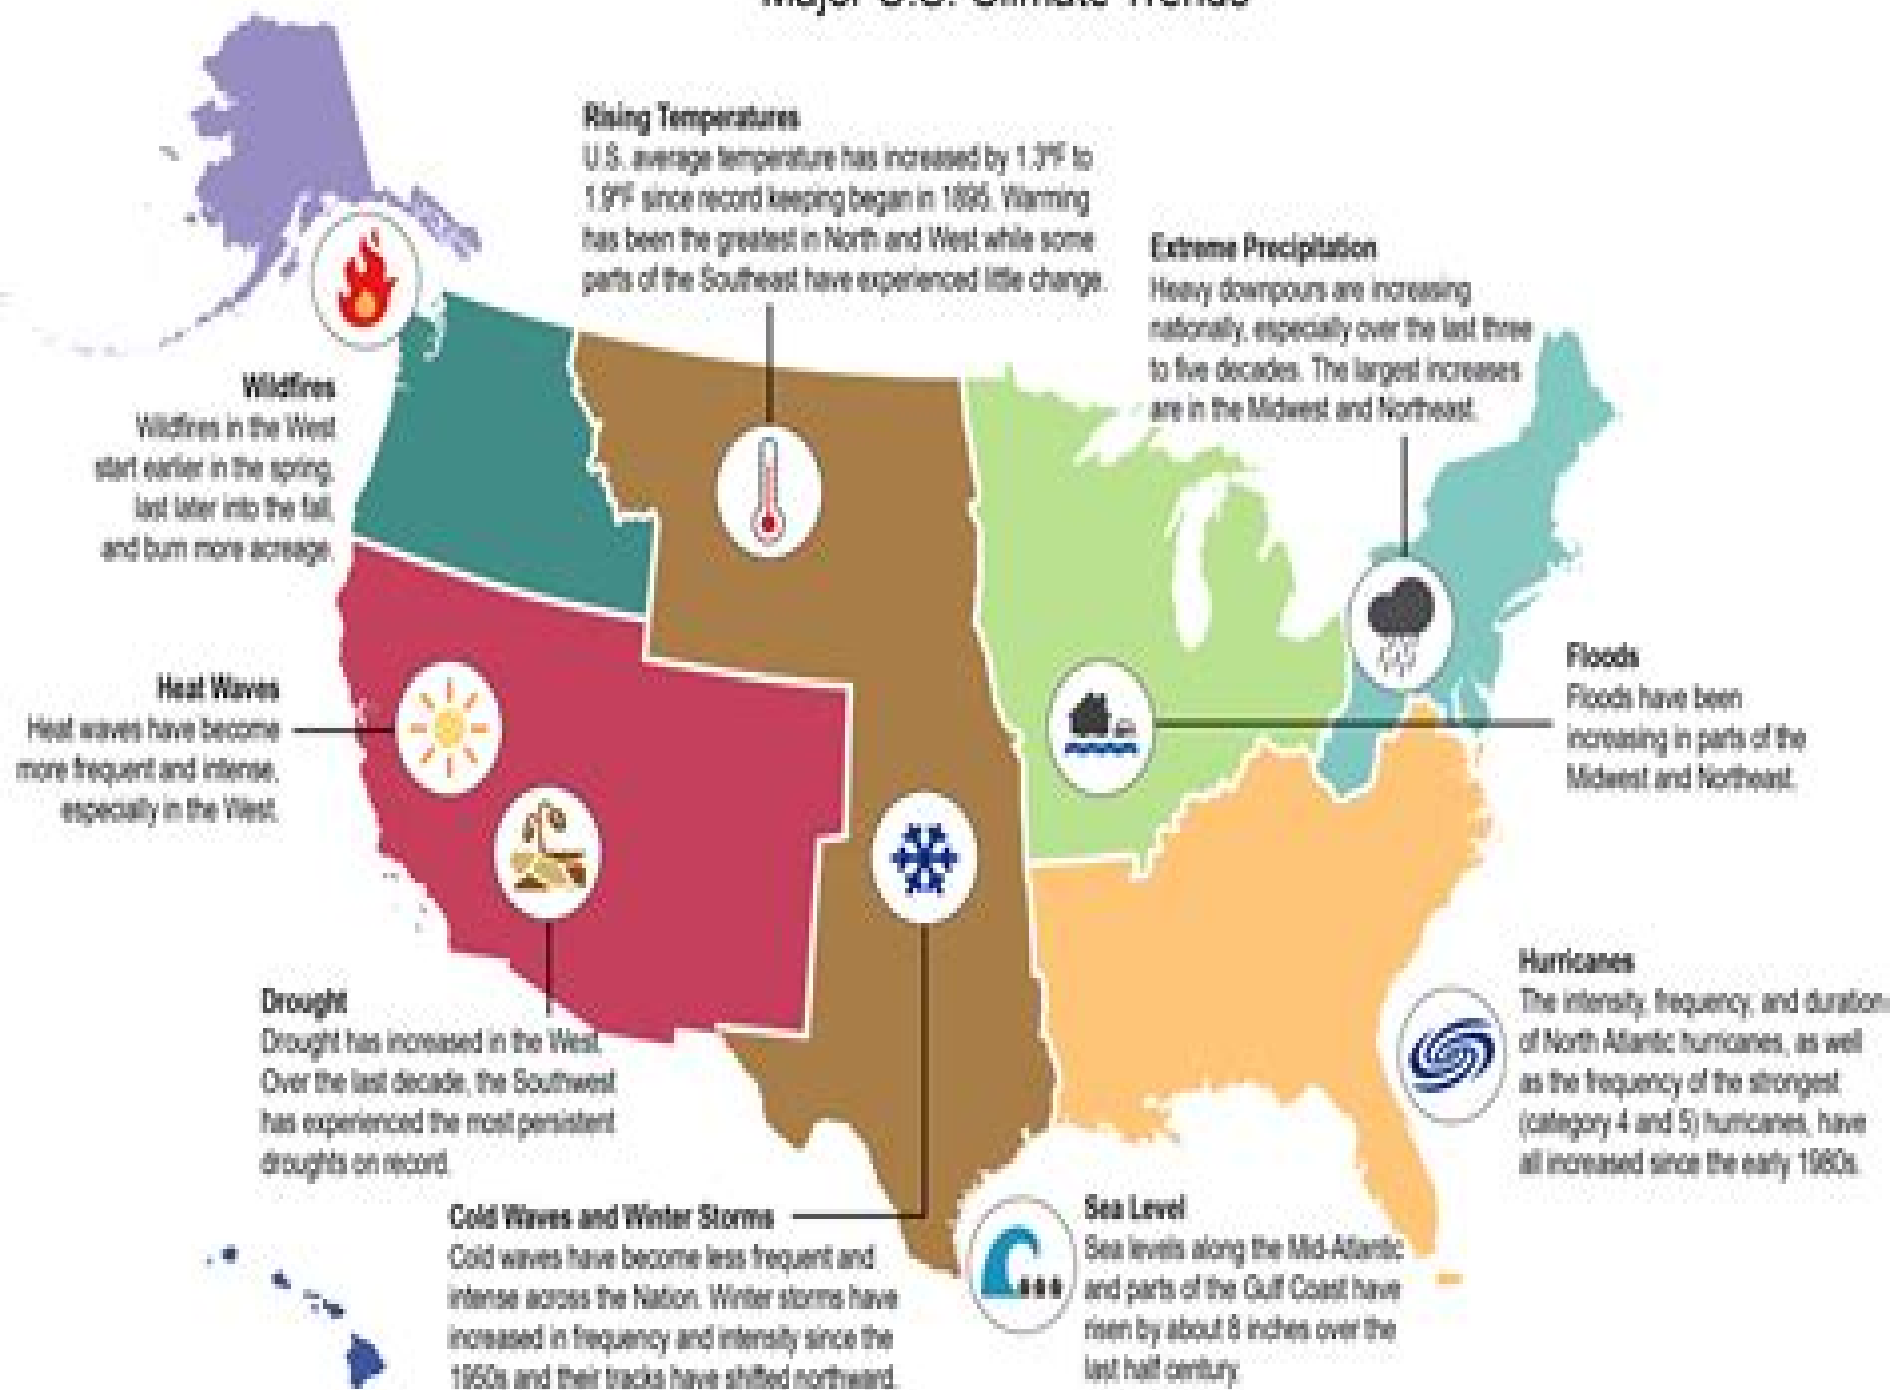 Major U.S. Climate Trends
Rising Temperatures
U.S. average temperature has increased by 1.3°F to
1.9°F since record keeping began in 1895. Warming
has been the greatest in North and West while some
parts of the Southeast have experienced little change.
Extreme Precipitation
Heavy downpours are increasing
nationally, especially over the last three
to five decades. The largest increases
are in the Midwest and Northeast.
Wildfires
Wildfires in the West
start earlier in the spring,
last later into the fall,
and burn more acreage.
Heat Waves
Heat waves have become
more frequent and intense,
especially in the West.
Floods
Floods have been
increasing in parts of the
Midwest and Northeast.
Drought
Drought has increased in the West.
Over the last decade, the Southwest
has experienced the most persistent
droughts on record.
Hurricanes
The intensity, frequency, and duration
of North Atlantic hurricanes, as well
as the frequency of the strongest
(category 4 and 5) hurricanes, have
all increased since the early 1980s.
Cold Waves and Winter Storms
Cold waves have become less frequent and
intense across the Nation. Winter storms have
increased in frequency and intensity since the
1950s and their tracks have shifted northward.
Sea Level
Sea levels along the Mid-Atlantic
and parts of the Gulf Coast have
risen by about 8 inches over the
last half century.